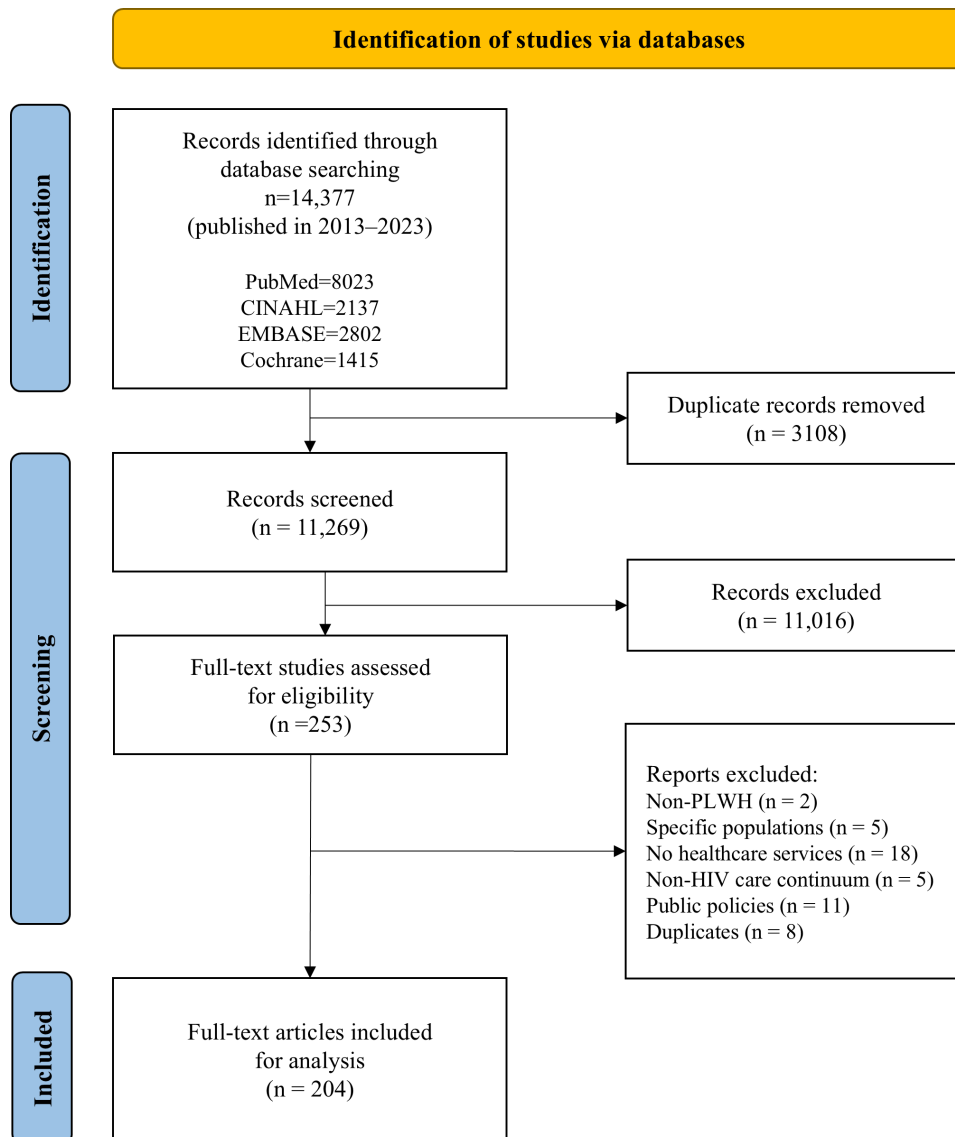 Identification of studies via databases
Identification
Records identified through
database searching
n=14,377
(published in 2013–2023)
PubMed=8023
CINAHL=2137
EMBASE=2802
Cochrane=1415
Duplicate records removed
(n = 3108)
Screening
Records screened
(n = 11,269)
Records excluded
(n = 11,016)
Full-text studies assessed
for eligibility
(n =253)
Reports excluded:
Non-PLWH (n = 2)
Specific populations (n = 5)
No healthcare services (n = 18)
Non-HIV care continuum (n = 5)
Public policies (n = 11)
Duplicates (n = 8)
Included
Full-text articles included
for analysis
(n = 204)